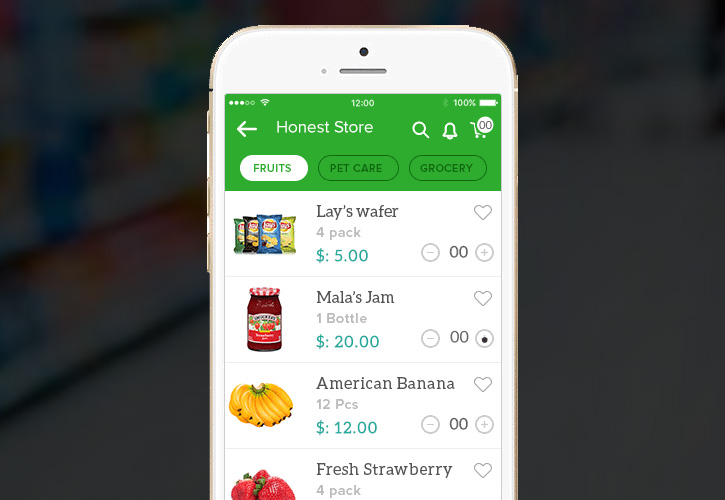 12:00
100%
Honest Store
00
FRUITS
PET CARE
GROCERY
Lay's wafer
4 pack
$: 5.00
00
Mala's Jam
1 Bottle
$: 20.00
00
American Banana
12 Pcs
$: 12.00
00
Fresh Strawberry
4 pack